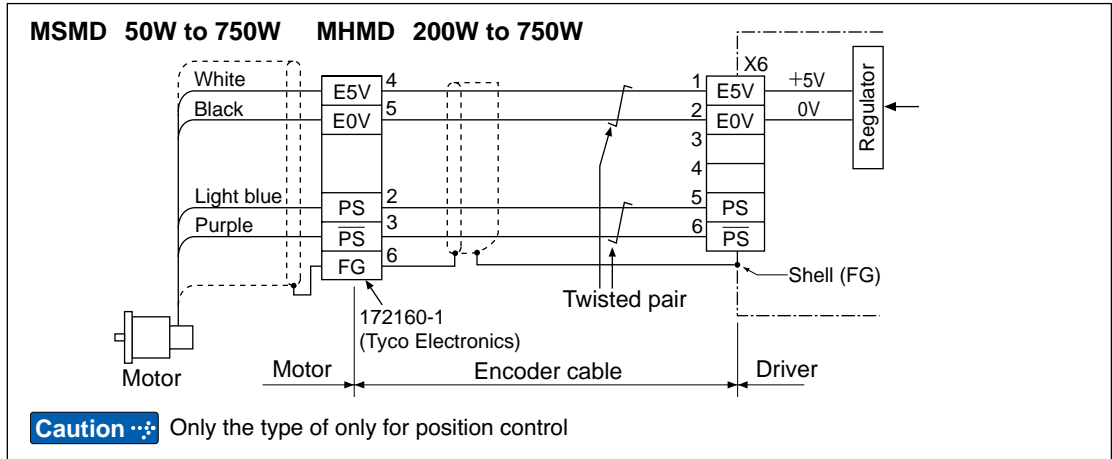 MSMD 50W to 750W MHMD 200W to 750W
X6
White
4
1
E5V
E5V
+5V
Black
5
2
E0V
E0V
0V
Regulator
3
4
Light blue
2
5
PS
PS
Purple
3
6
P̅S̅
P̅S̅
6
FG
Shell (FG)
Twisted pair
172160-1
(Tyco Electronics)
Motor
Motor
Encoder cable
Driver
Caution Only the type of only for position control